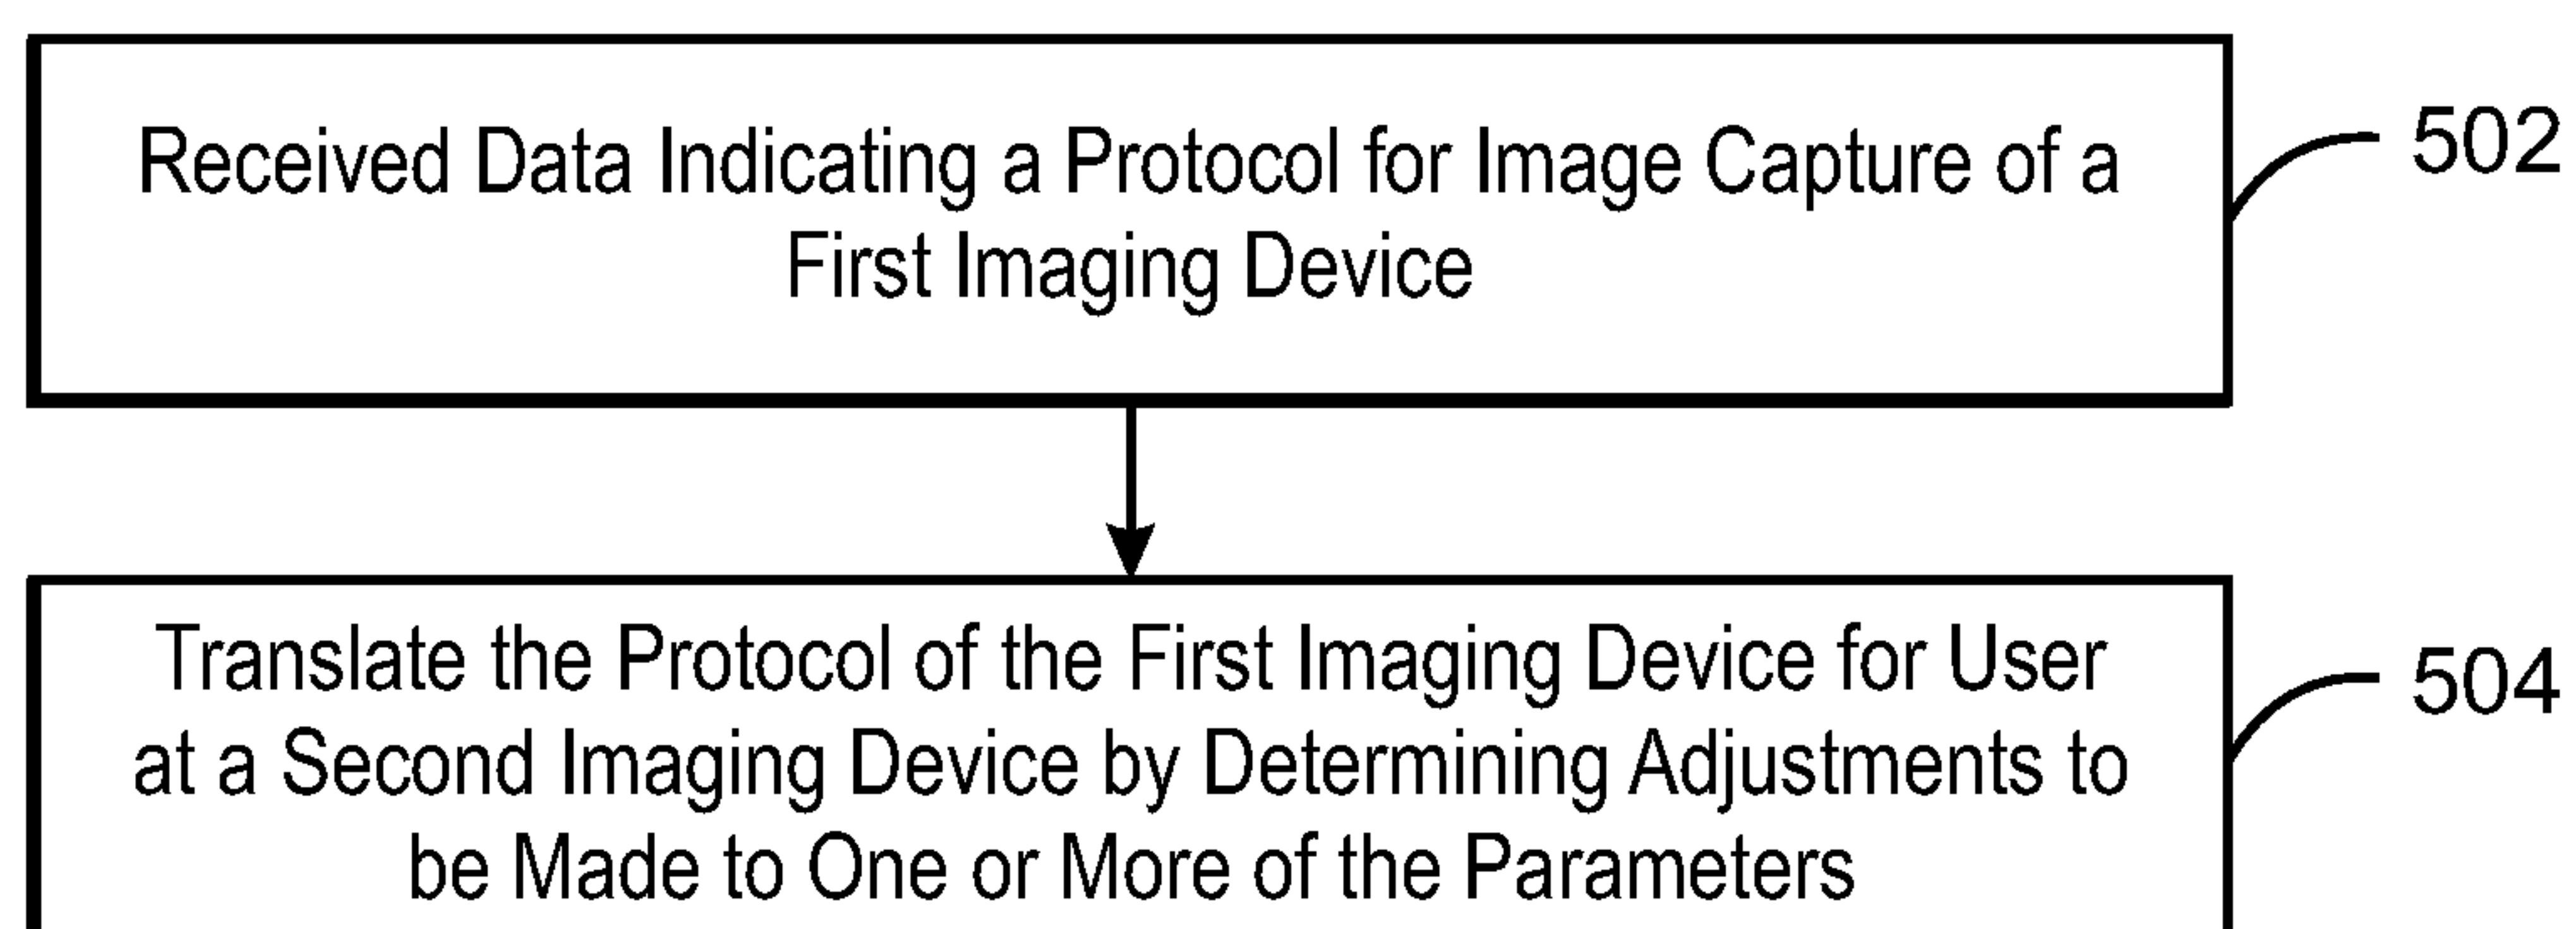 Received Data Indicating a Protocol for Image Capture of a
First Imaging Device
502
Translate the Protocol of the First Imaging Device for User
at a Second Imaging Device by Determining Adjustments to
be Made to One or More of the Parameters
504